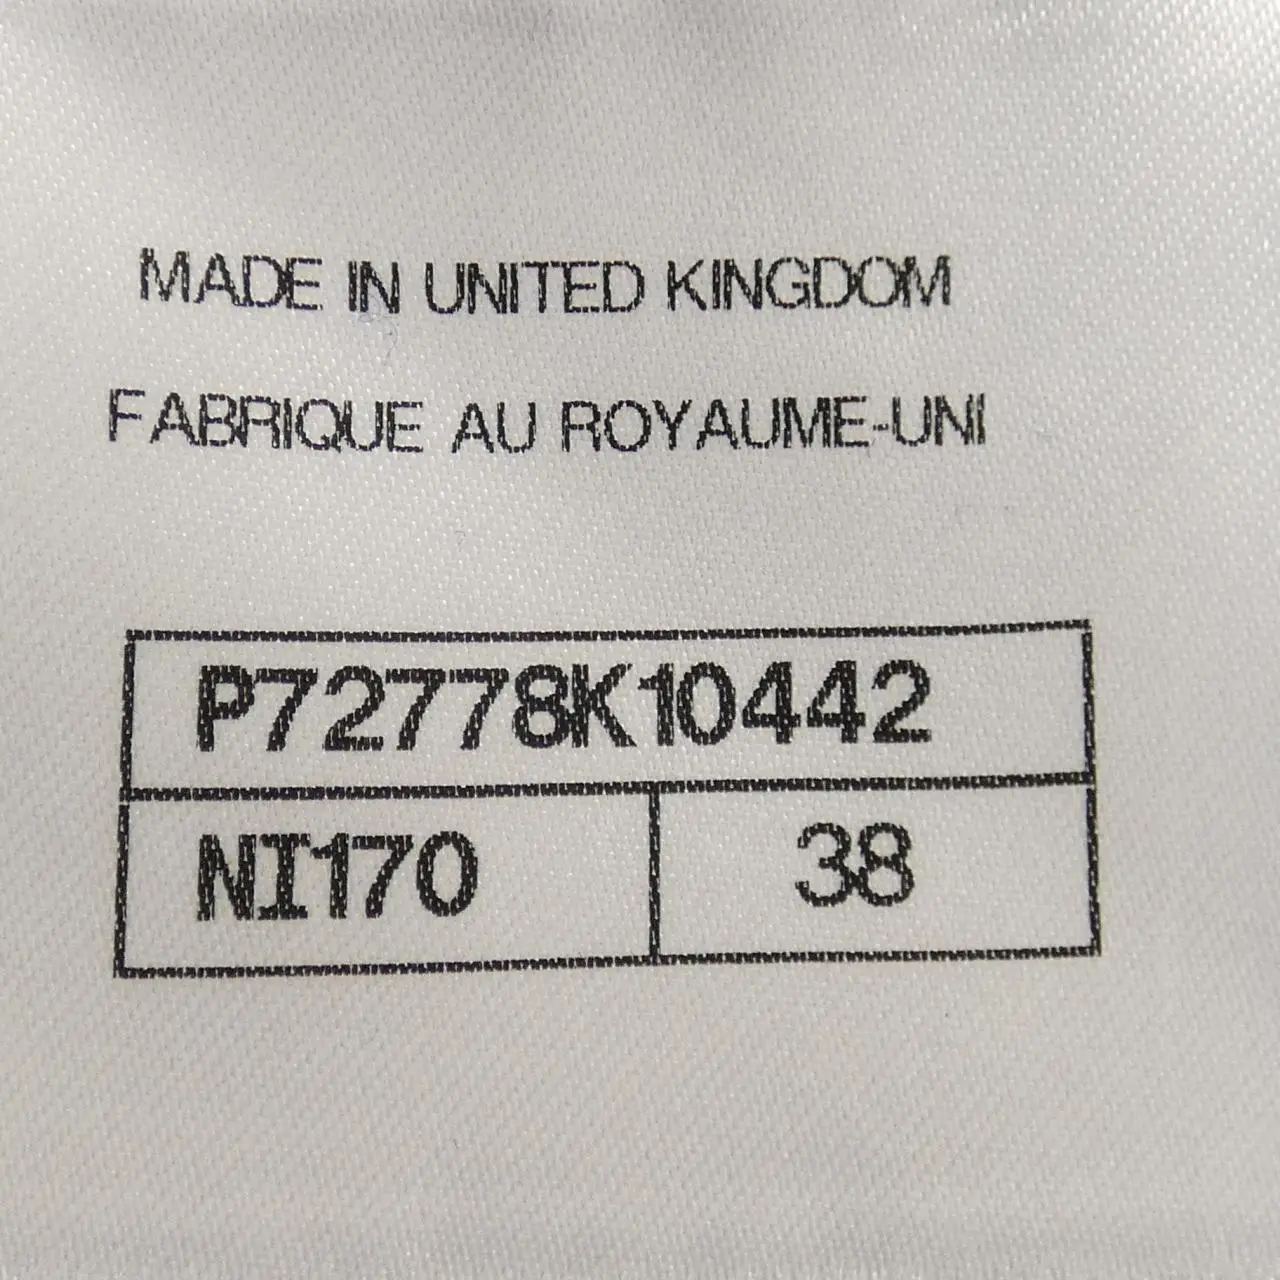 MADE IN UNITED KINGDOM
FABRIQUE AU ROYAUME-UNI
P72778K10442
NI170 38